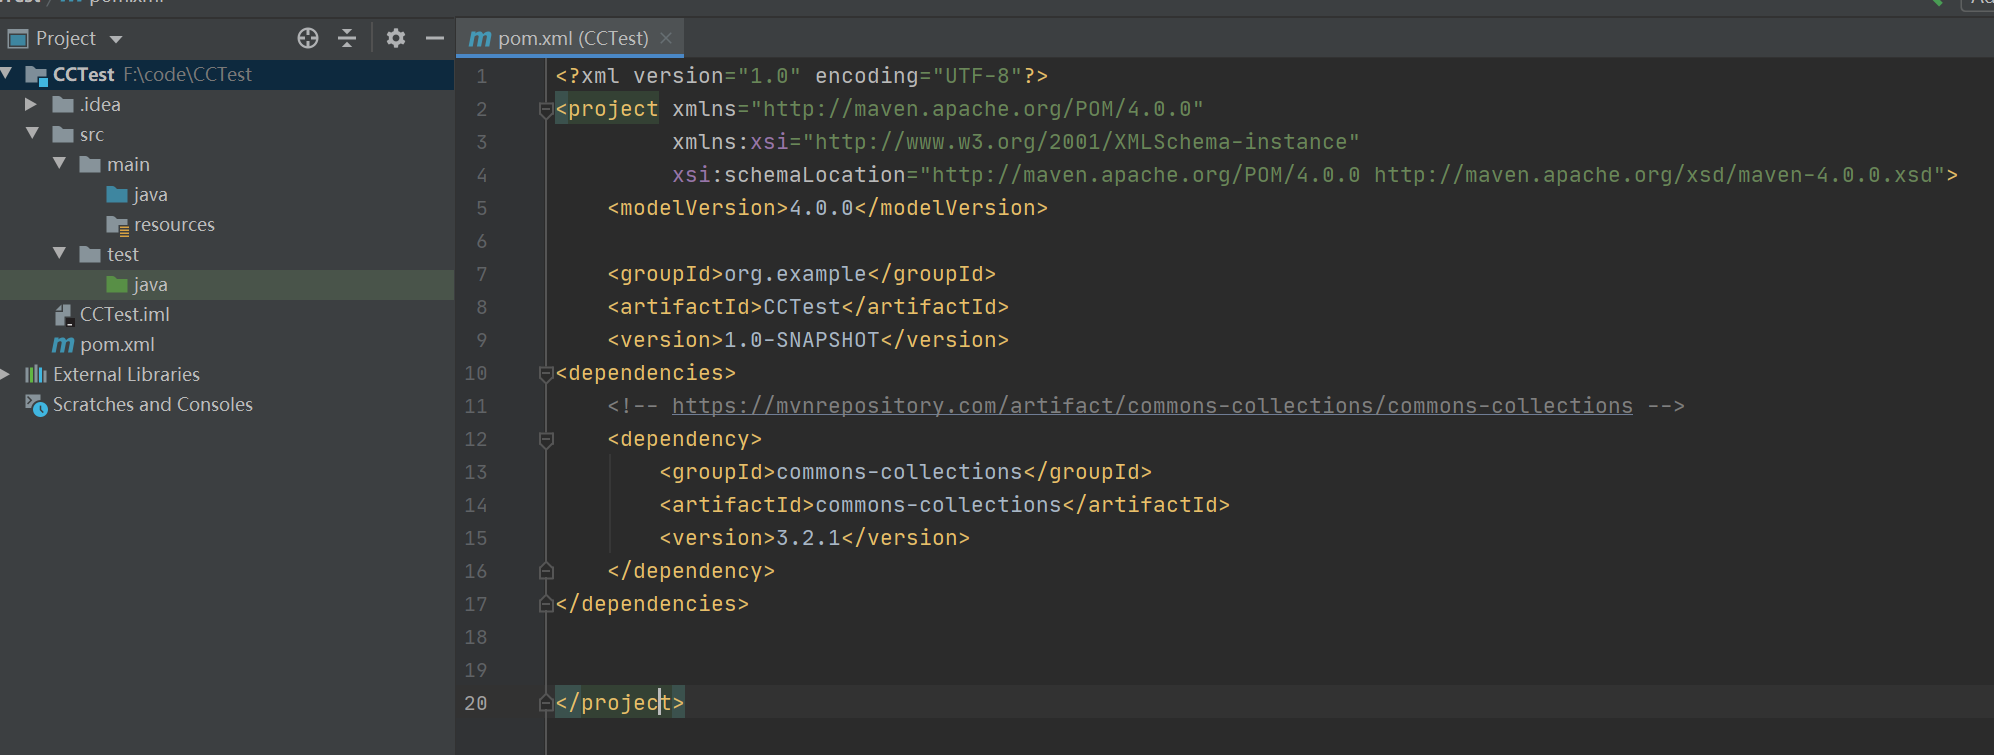 pom.xml
Project
CCTest F:\code\CCTest
.idea
src
main
java
resources
test
java
CCTest.iml
pom.xml
External Libraries
Scratches and Consoles
pom.xml (CCTest)
1 <?xml version="1.0" encoding="UTF-8"?>
2 <project xmlns="http://maven.apache.org/POM/4.0.0"
3 xmlns:xsi="http://www.w3.org/2001/XMLSchema-instance"
4 xsi:schemaLocation="http://maven.apache.org/POM/4.0.0 http://maven.apache.org/xsd/maven-4.0.0.xsd">
5 <modelVersion>4.0.0</modelVersion>
6
7 <groupId>org.example</groupId>
8 <artifactId>CCTest</artifactId>
9 <version>1.0-SNAPSHOT</version>
10 <dependencies>
11 <!-- https://mvnrepository.com/artifact/commons-collections/commons-collections -->
12 <dependency>
13 <groupId>commons-collections</groupId>
14 <artifactId>commons-collections</artifactId>
15 <version>3.2.1</version>
16 </dependency>
17 </dependencies>
18
19
20 </project>